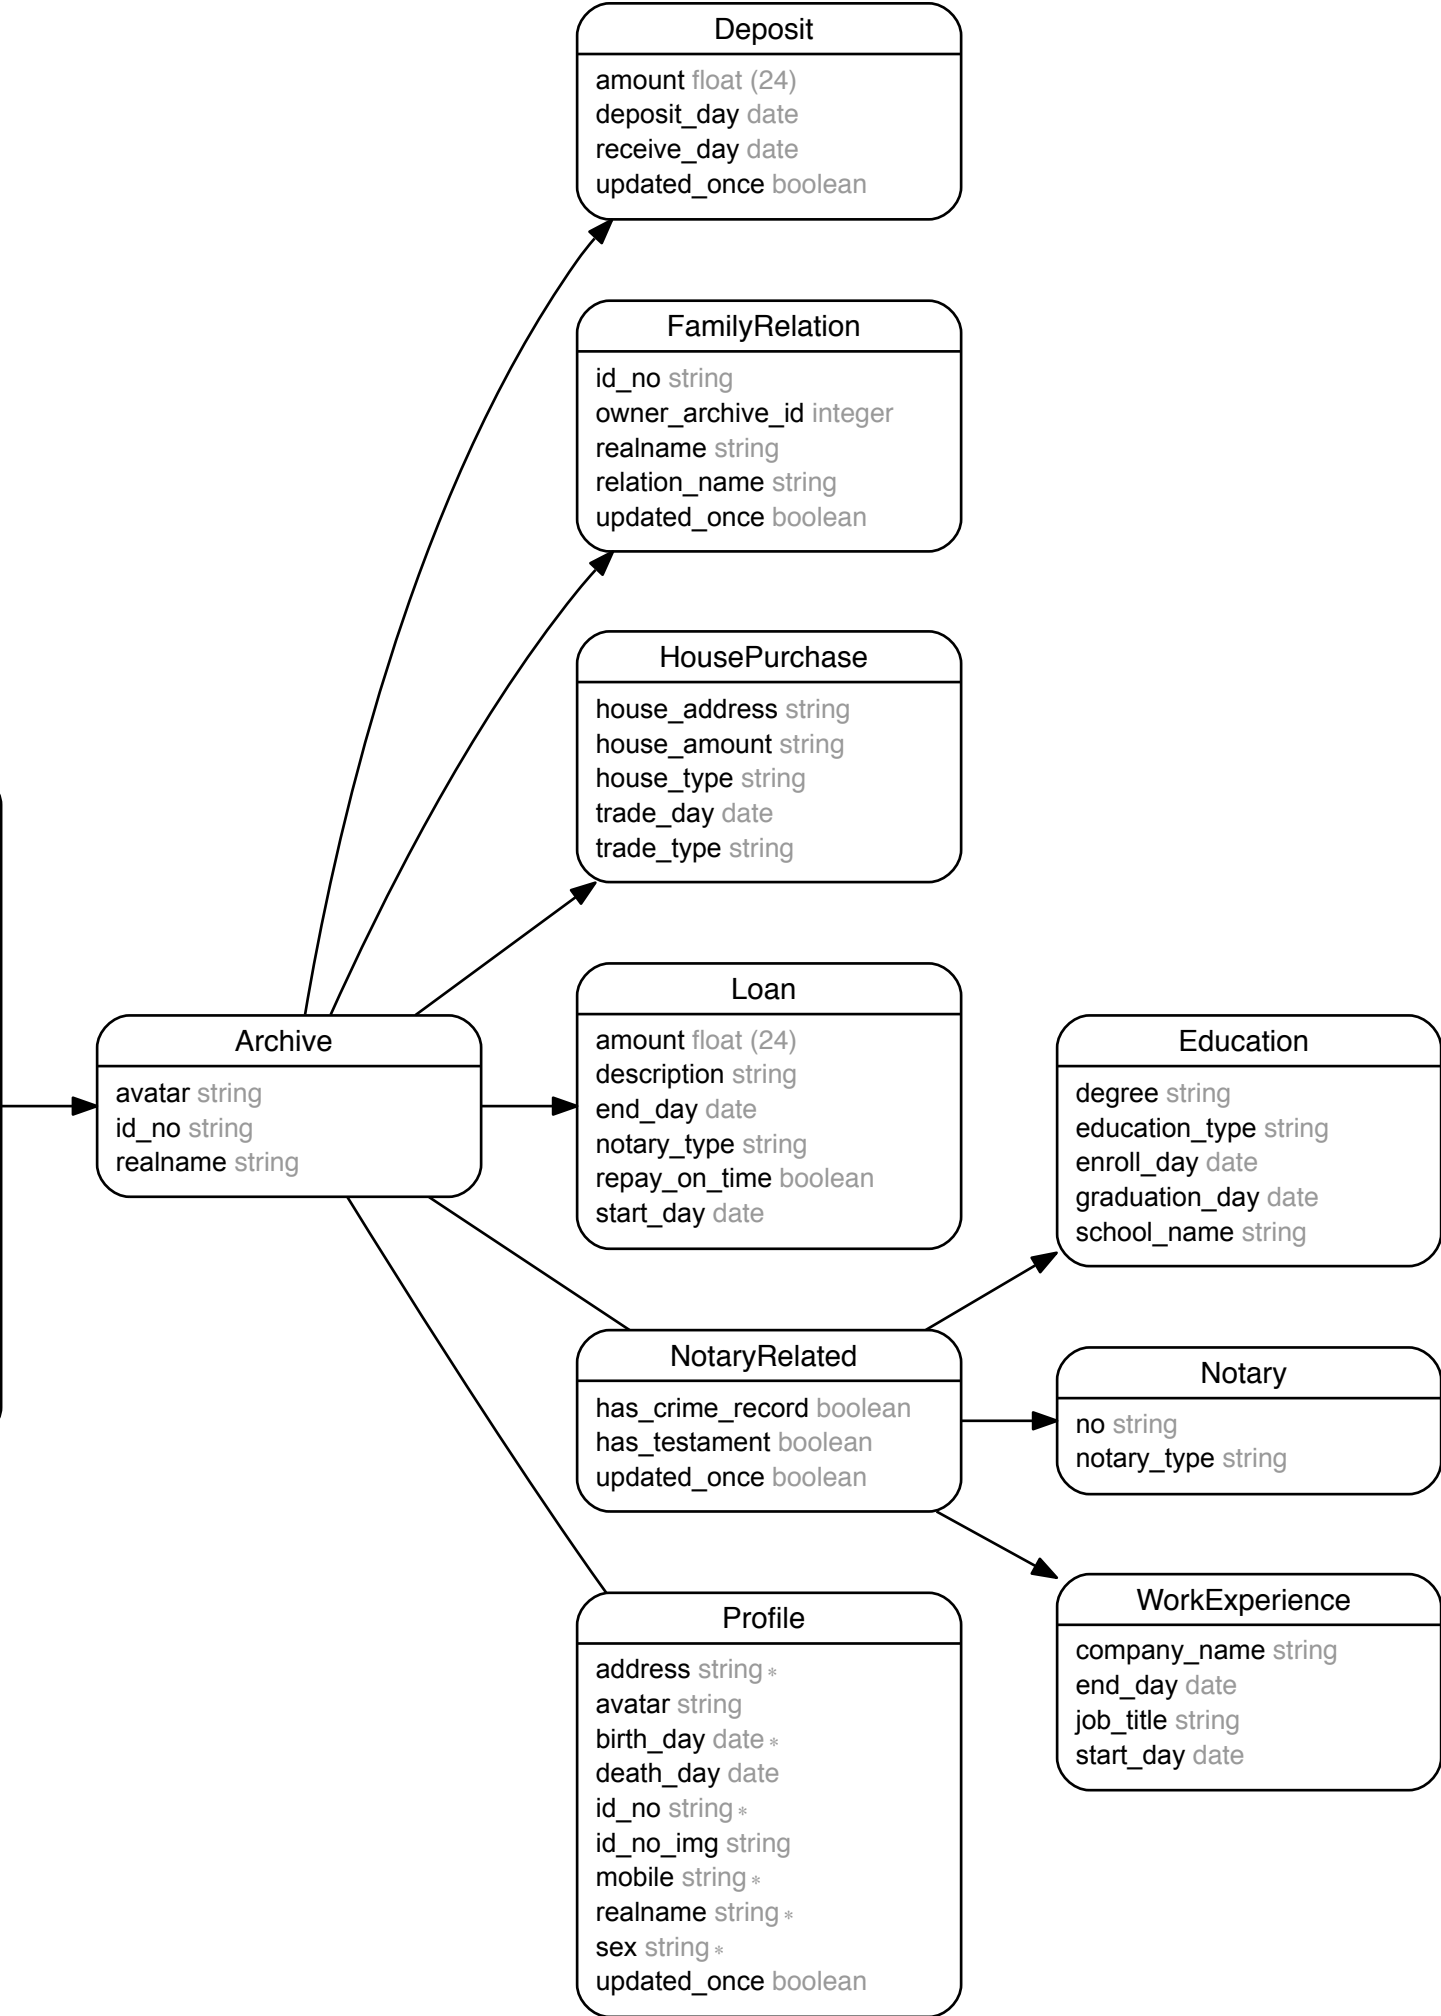 Deposit
amount float (24)
deposit_day date
receive_day date
updated_once boolean
FamilyRelation
id_no string
owner_archive_id integer
realname string
relation_name string
updated_once boolean
HousePurchase
house_address string
house_amount string
house_type string
trade_day date
trade_type string
Archive
avatar string
id_no string
realname string
Loan
amount float (24)
description string
end_day date
notary_type string
repay_on_time boolean
start_day date
Education
degree string
education_type string
enroll_day date
graduation_day date
school_name string
NotaryRelated
has_crime_record boolean
has_testament boolean
updated_once boolean
Notary
no string
notary_type string
WorkExperience
company_name string
end_day date
job_title string
start_day date
Profile
address string *
avatar string
birth_day date *
death_day date
id_no string *
id_no_img string
mobile string *
realname string *
sex string *
updated_once boolean